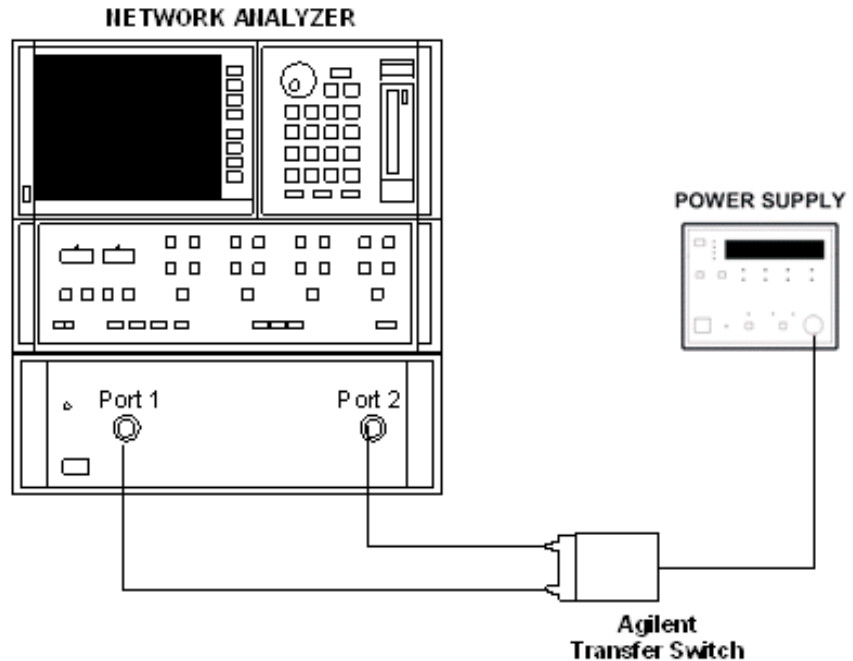 NETWORK ANALYZER
POWER SUPPLY
Port 1
Port 2
Agilent
Transfer Switch